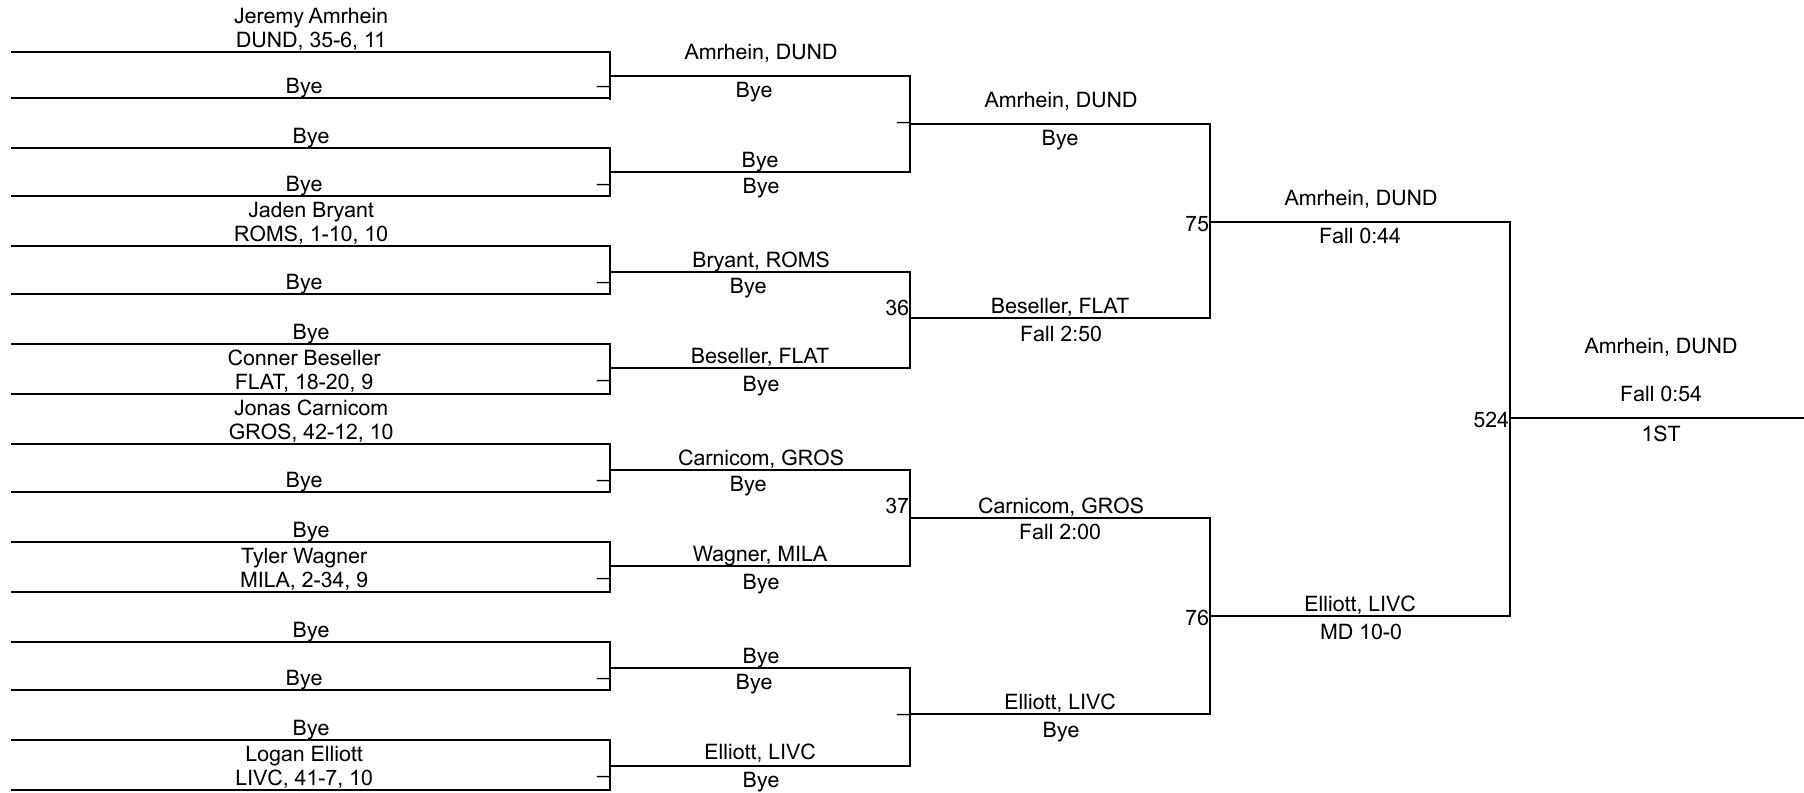 Jeremy Amrhein
DUND, 35-6, 11
Bye
Bye
Bye
Jaden Bryant
ROMS, 1-10, 10
Bye
Bye
Conner Beseller
FLAT, 18-20, 9
Jonas Carnicom
GROS, 42-12, 10
Bye
Bye
Tyler Wagner
MILA, 2-34, 9
Bye
Bye
Bye
Logan Elliott
LIVC, 41-7, 10
Amrhein, DUND
Bye
Bye
Bye
Bryant, ROMS
Bye
36
Beseller, FLAT
Bye
Carnicom, GROS
Bye
37
Wagner, MILA
Bye
Bye
Bye
Elliott, LIVC
Bye
Amrhein, DUND
Bye
75
Beseller, FLAT
Fall 2:50
Carnicom, GROS
Fall 2:00
76
Elliott, LIVC
Bye
Amrhein, DUND
Fall 0:44
524
Elliott, LIVC
MD 10-0
Amrhein, DUND
Fall 0:54
1ST